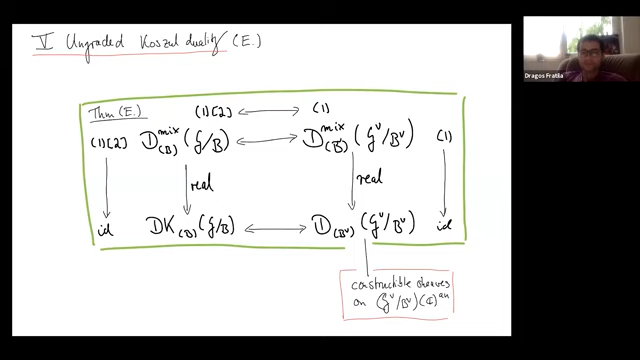 V Ungraded Koszul duality (E.)
Thm (E.) (1)[2] ⟷ (1)
(1)[2] D^mix_(B) (G/B) ⟷ D^mix_(B^∨) (G^∨/B^∨) (1)
real real
id DK_(B) (G/B) ⟷ D_(B^∨) (G^∨/B^∨) id
constructible sheaves
on (G^∨/B^∨)(ℂ)^an
Dragos Fratila